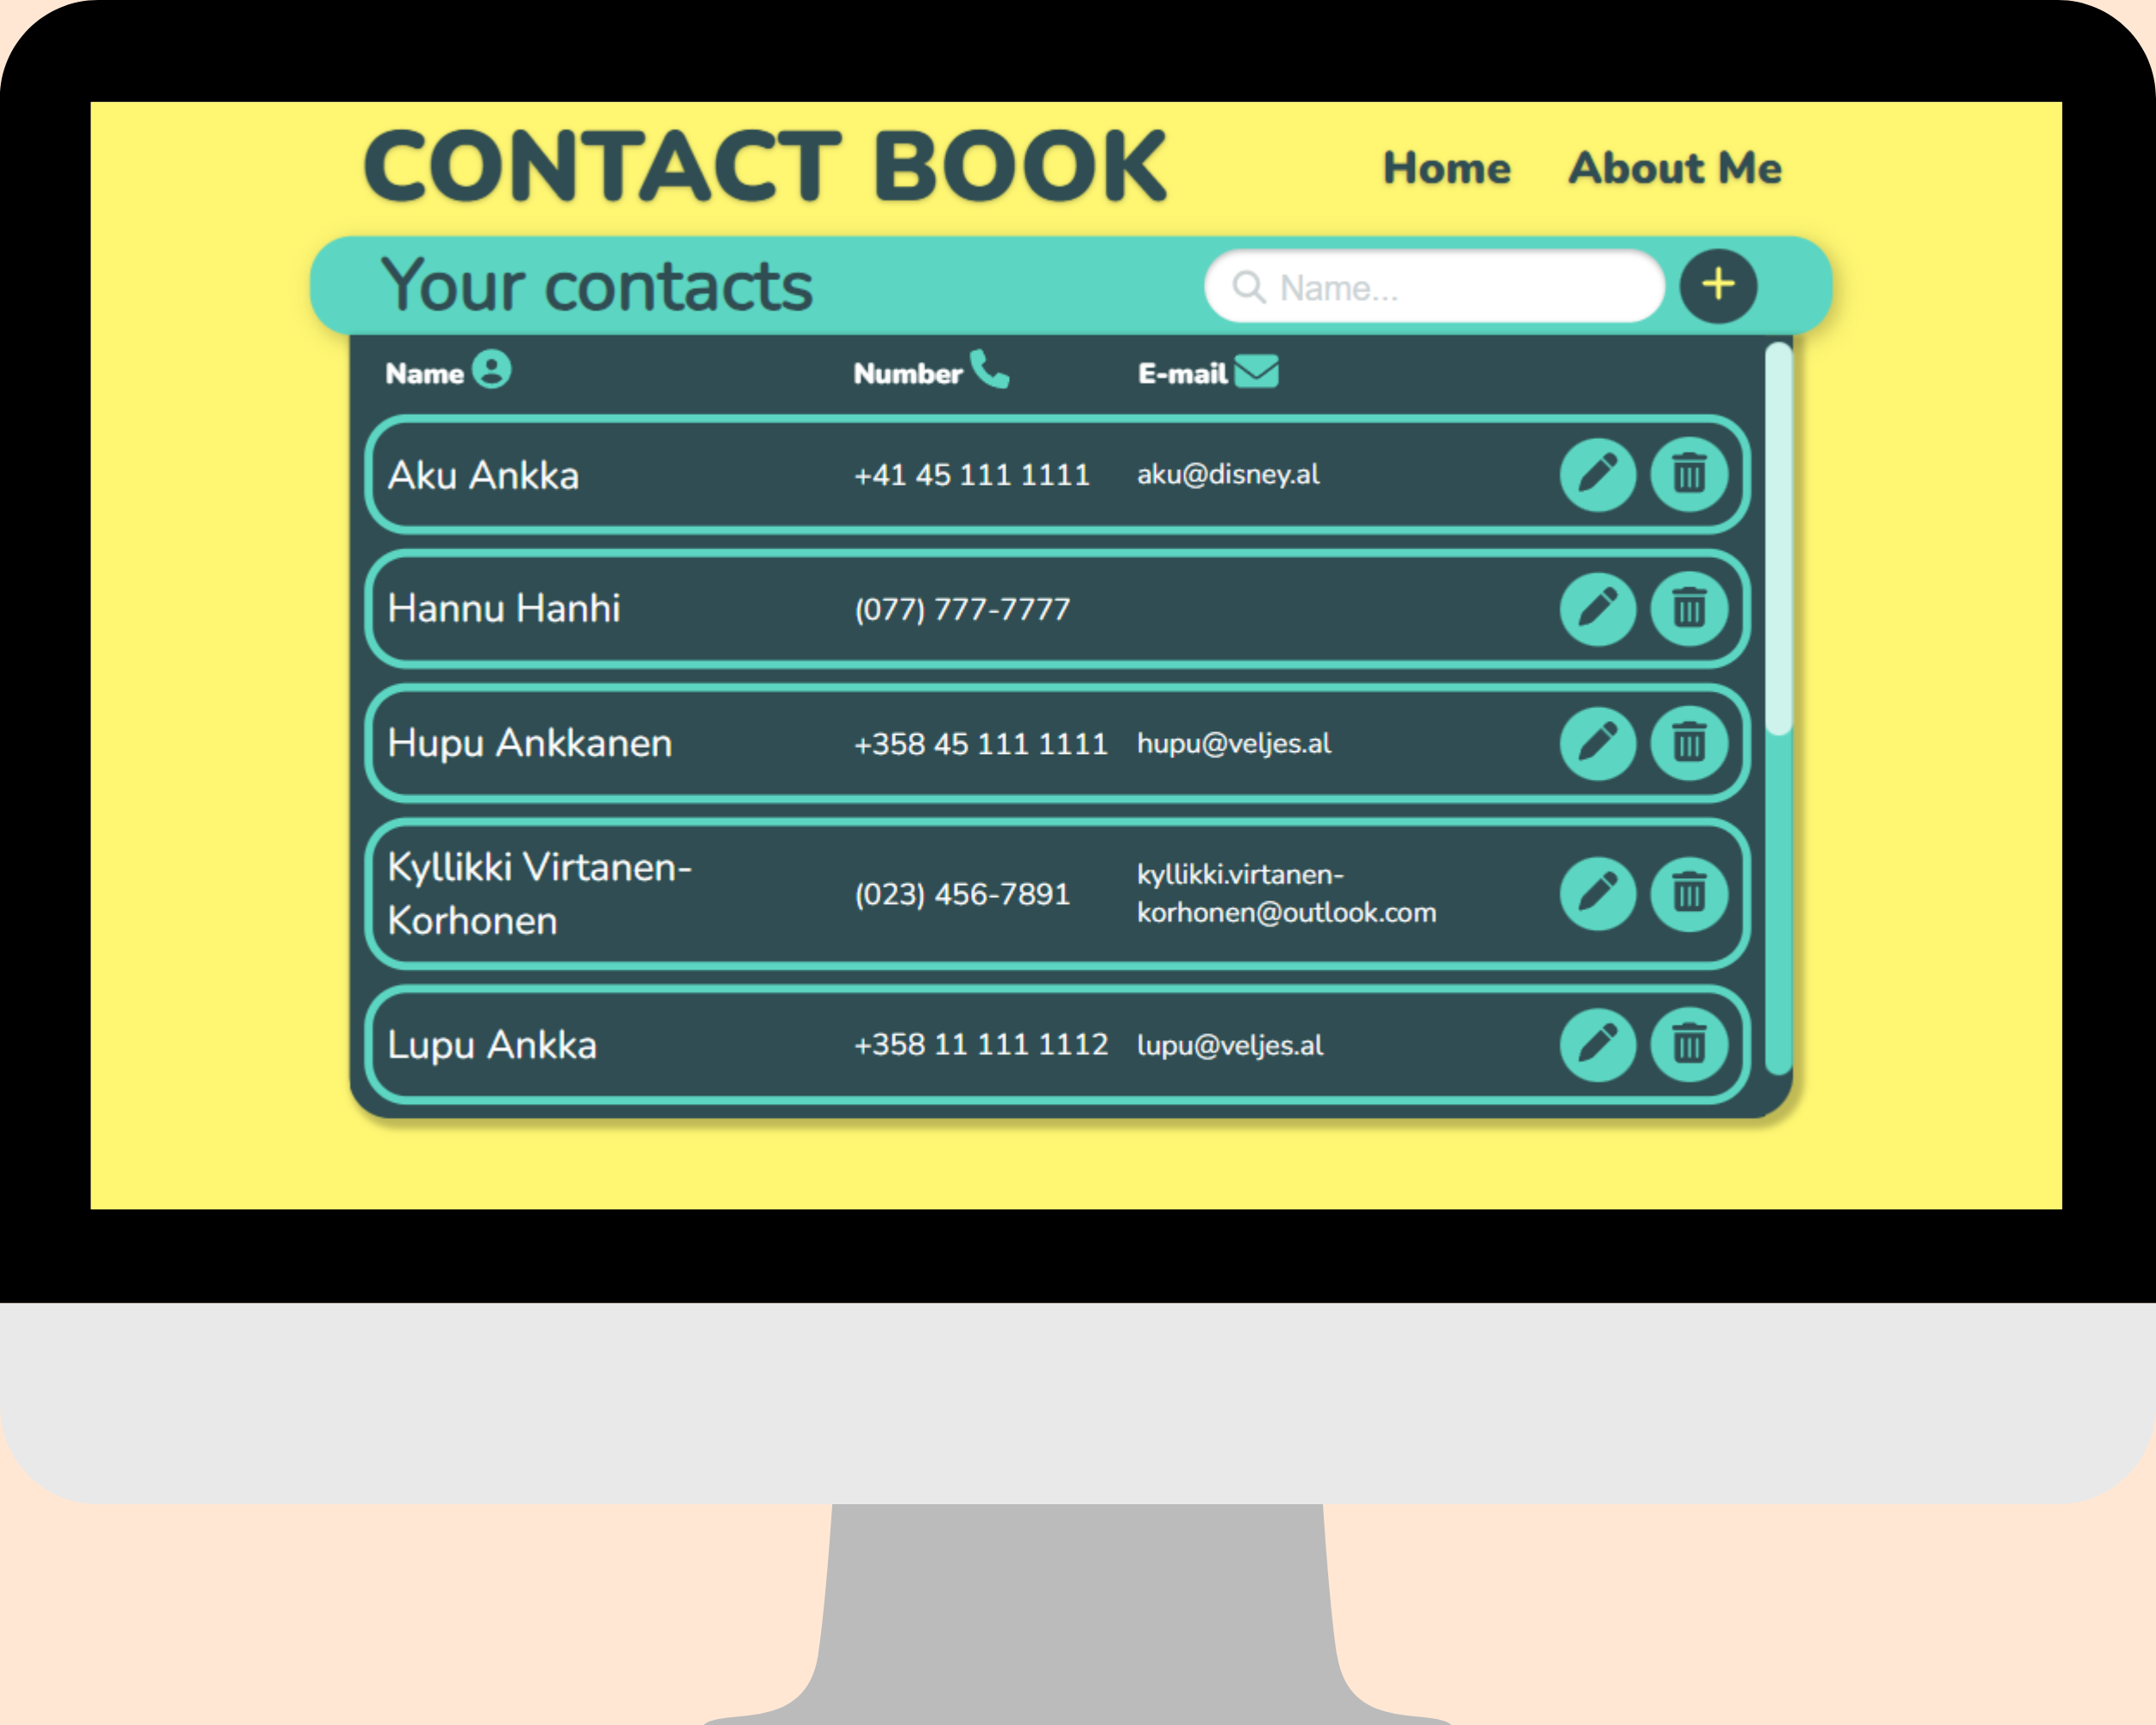 CONTACT BOOK
Home
About Me
Your contacts
Name...
Name
Number
E-mail
Aku Ankka
+41 45 111 1111
aku@disney.al
Hannu Hanhi
(077) 777-7777
Hupu Ankkanen
+358 45 111 1111
hupu@veljes.al
Kyllikki Virtanen-
Korhonen
(023) 456-7891
kyllikki.virtanen-
korhonen@outlook.com
Lupu Ankka
+358 11 111 1112
lupu@veljes.al